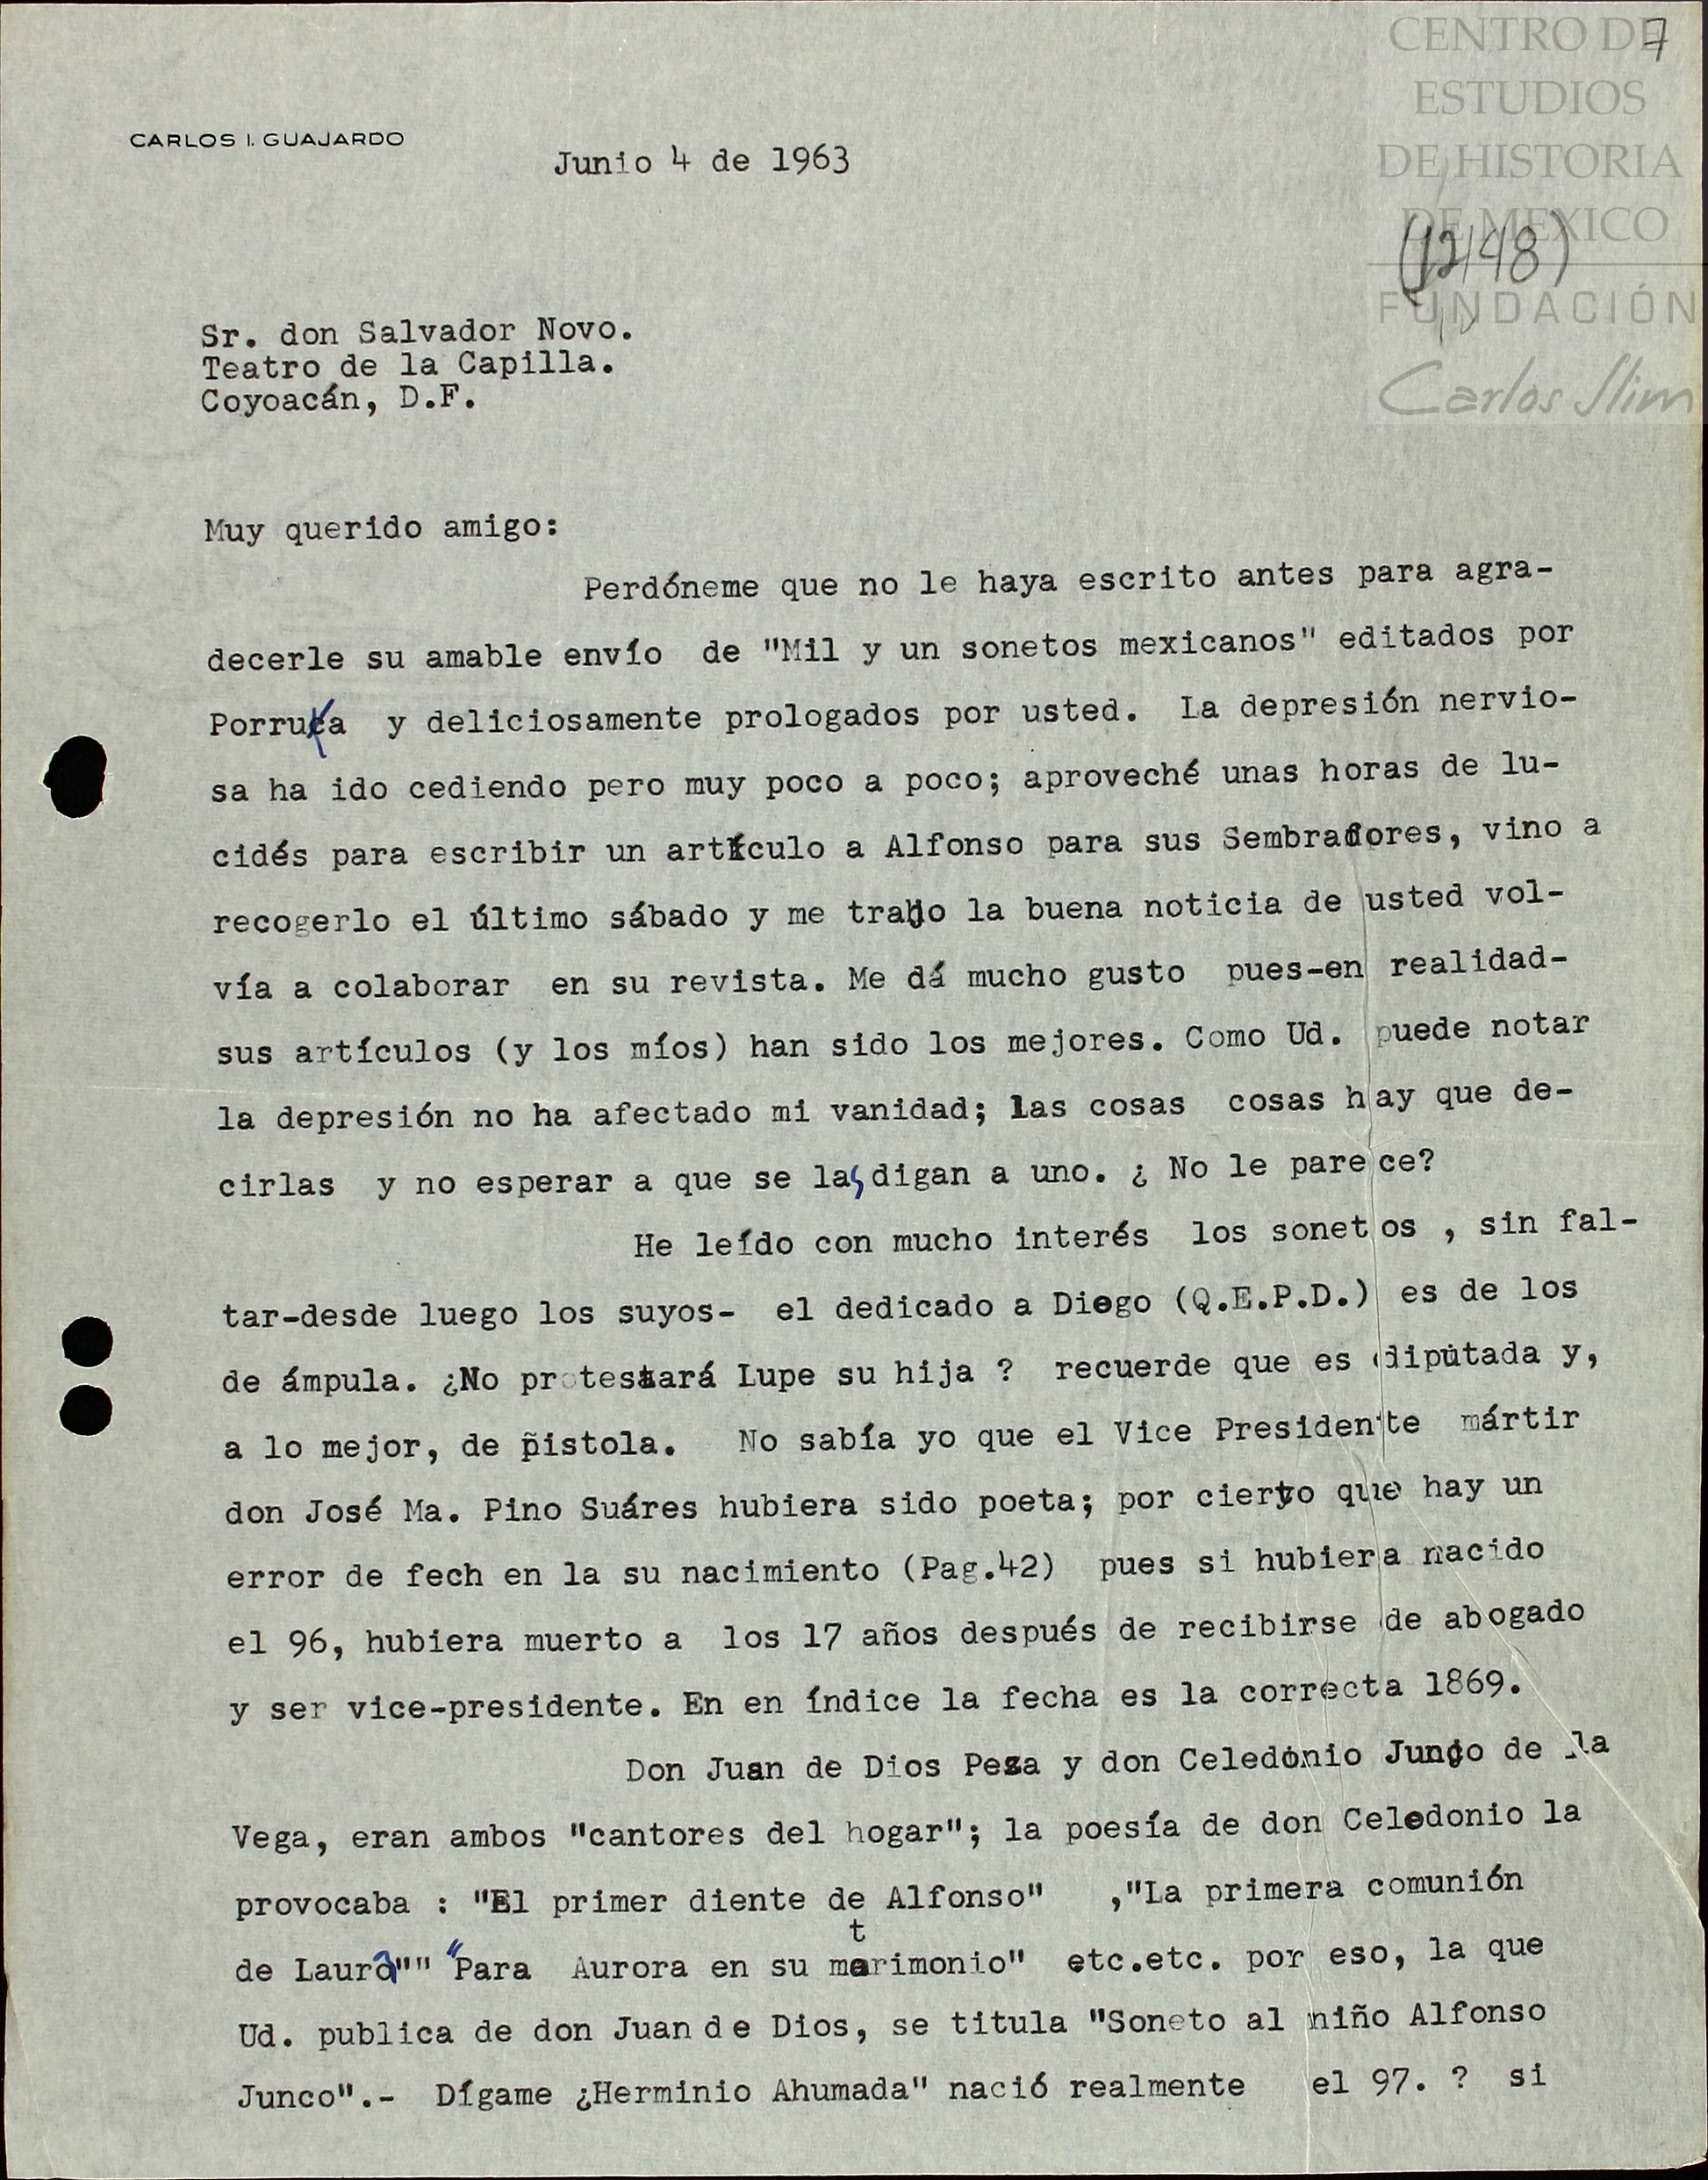 CENTRO DE
ESTUDIOS
DE HISTORIA
DE MEXICO
FUNDACIÓN
Carlos Slim
7
(12148)
CARLOS I. GUAJARDO
Junio 4 de 1963
Sr. don Salvador Novo.
Teatro de la Capilla.
Coyoacán, D.F.
Muy querido amigo:
Perdóneme que no le haya escrito antes para agra-
decerle su amable envío de "Mil y un sonetos mexicanos" editados por
Porrua y deliciosamente prologados por usted. La depresión nervio-
sa ha ido cediendo pero muy poco a poco; aproveché unas horas de lu-
cidés para escribir un artículo a Alfonso para sus Sembradores, vino a
recogerlo el último sábado y me trajo la buena noticia de usted vol-
vía a colaborar en su revista. Me dá mucho gusto pues-en realidad-
sus artículos (y los míos) han sido los mejores. Como Ud. puede notar
la depresión no ha afectado mi vanidad; las cosas cosas hay que de-
cirlas y no esperar a que se las digan a uno. ¿ No le parece?
He leído con mucho interés los sonetos , sin fal-
tar-desde luego los suyos- el dedicado a Diego (Q.E.P.D.) es de los
de ámpula. ¿No protestará Lupe su hija ? recuerde que es diputada y,
a lo mejor, de pistola. No sabía yo que el Vice Presidente mártir
don José Ma. Pino Suáres hubiera sido poeta; por cierto que hay un
error de fech en la su nacimiento (Pag.42) pues si hubiera nacido
el 96, hubiera muerto a los 17 años después de recibirse de abogado
y ser vice-presidente. En en índice la fecha es la correcta 1869.
Don Juan de Dios Peza y don Celedonio Junco de la
Vega, eran ambos "cantores del hogar"; la poesía de don Celedonio la
provocaba : "El primer diente de Alfonso" ,"La primera comunión
de Laura"" "Para Aurora en su matrimonio" etc.etc. por eso, la que
Ud. publica de don Juan de Dios, se titula "Soneto al niño Alfonso
Junco".- Dígame ¿Herminio Ahumada" nació realmente el 97. ? si